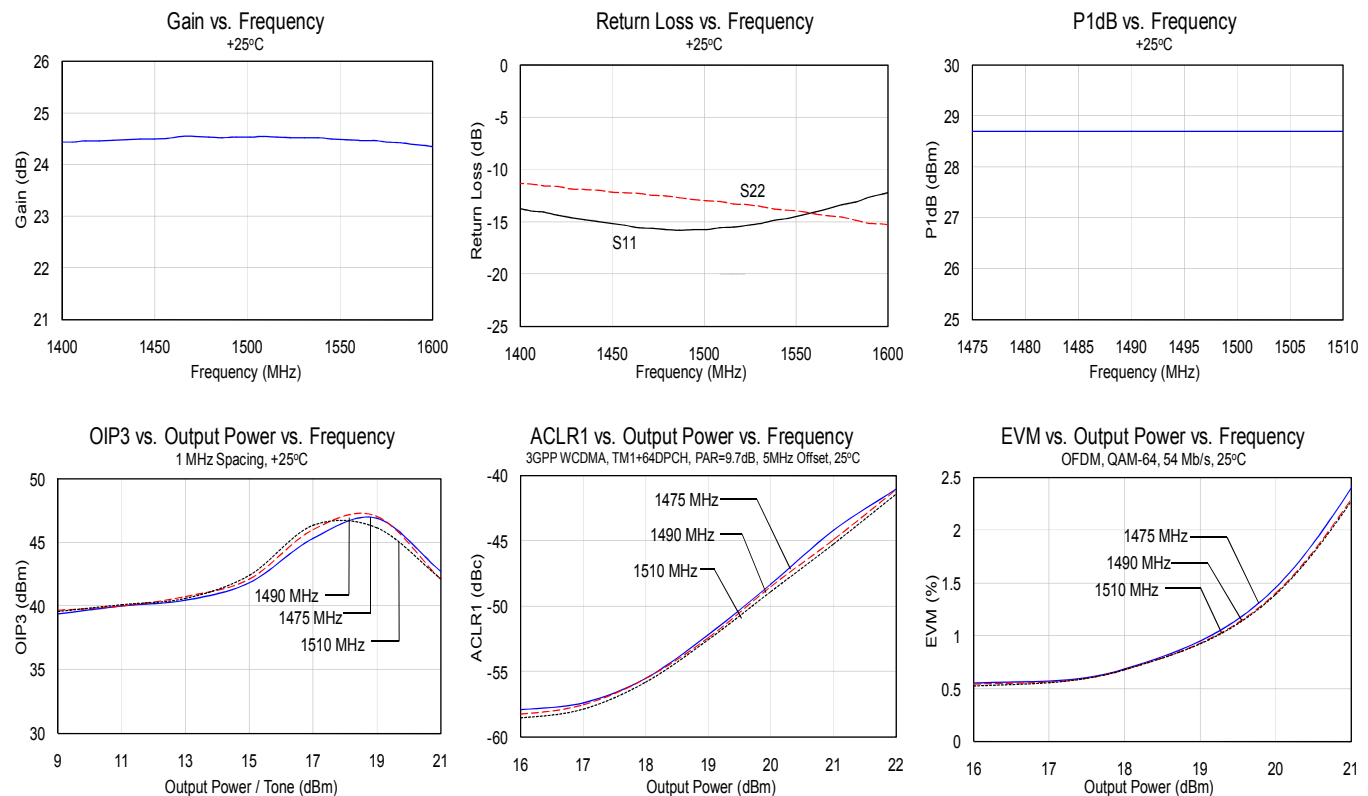 Gain vs. Frequency
+25ºC
26
25
24
23
22
21
Gain (dB)
1400 1450 1500 1550 1600
Frequency (MHz)
Return Loss vs. Frequency
+25ºC
0
-5
-10
-15
-20
-25
Return Loss (dB)
S22
S11
1400 1450 1500 1550 1600
Frequency (MHz)
P1dB vs. Frequency
+25ºC
30
29
28
27
26
25
P1dB (dBm)
1475 1480 1485 1490 1495 1500 1505 1510
Frequency (MHz)
OIP3 vs. Output Power vs. Frequency
1 MHz Spacing, +25ºC
50
45
40
35
30
OIP3 (dBm)
1490 MHz
1475 MHz
1510 MHz
9 11 13 15 17 19 21
Output Power / Tone (dBm)
ACLR1 vs. Output Power vs. Frequency
3GPP WCDMA, TM1+64DPCH, PAR=9.7dB, 5MHz Offset, 25ºC
-40
-45
-50
-55
-60
ACLR1 (dBc)
1475 MHz
1490 MHz
1510 MHz
16 17 18 19 20 21 22
Output Power (dBm)
EVM vs. Output Power vs. Frequency
OFDM, QAM-64, 54 Mb/s, 25ºC
2.5
2
1.5
1
0.5
0
EVM (%)
1475 MHz
1490 MHz
1510 MHz
16 17 18 19 20 21
Output Power (dBm)